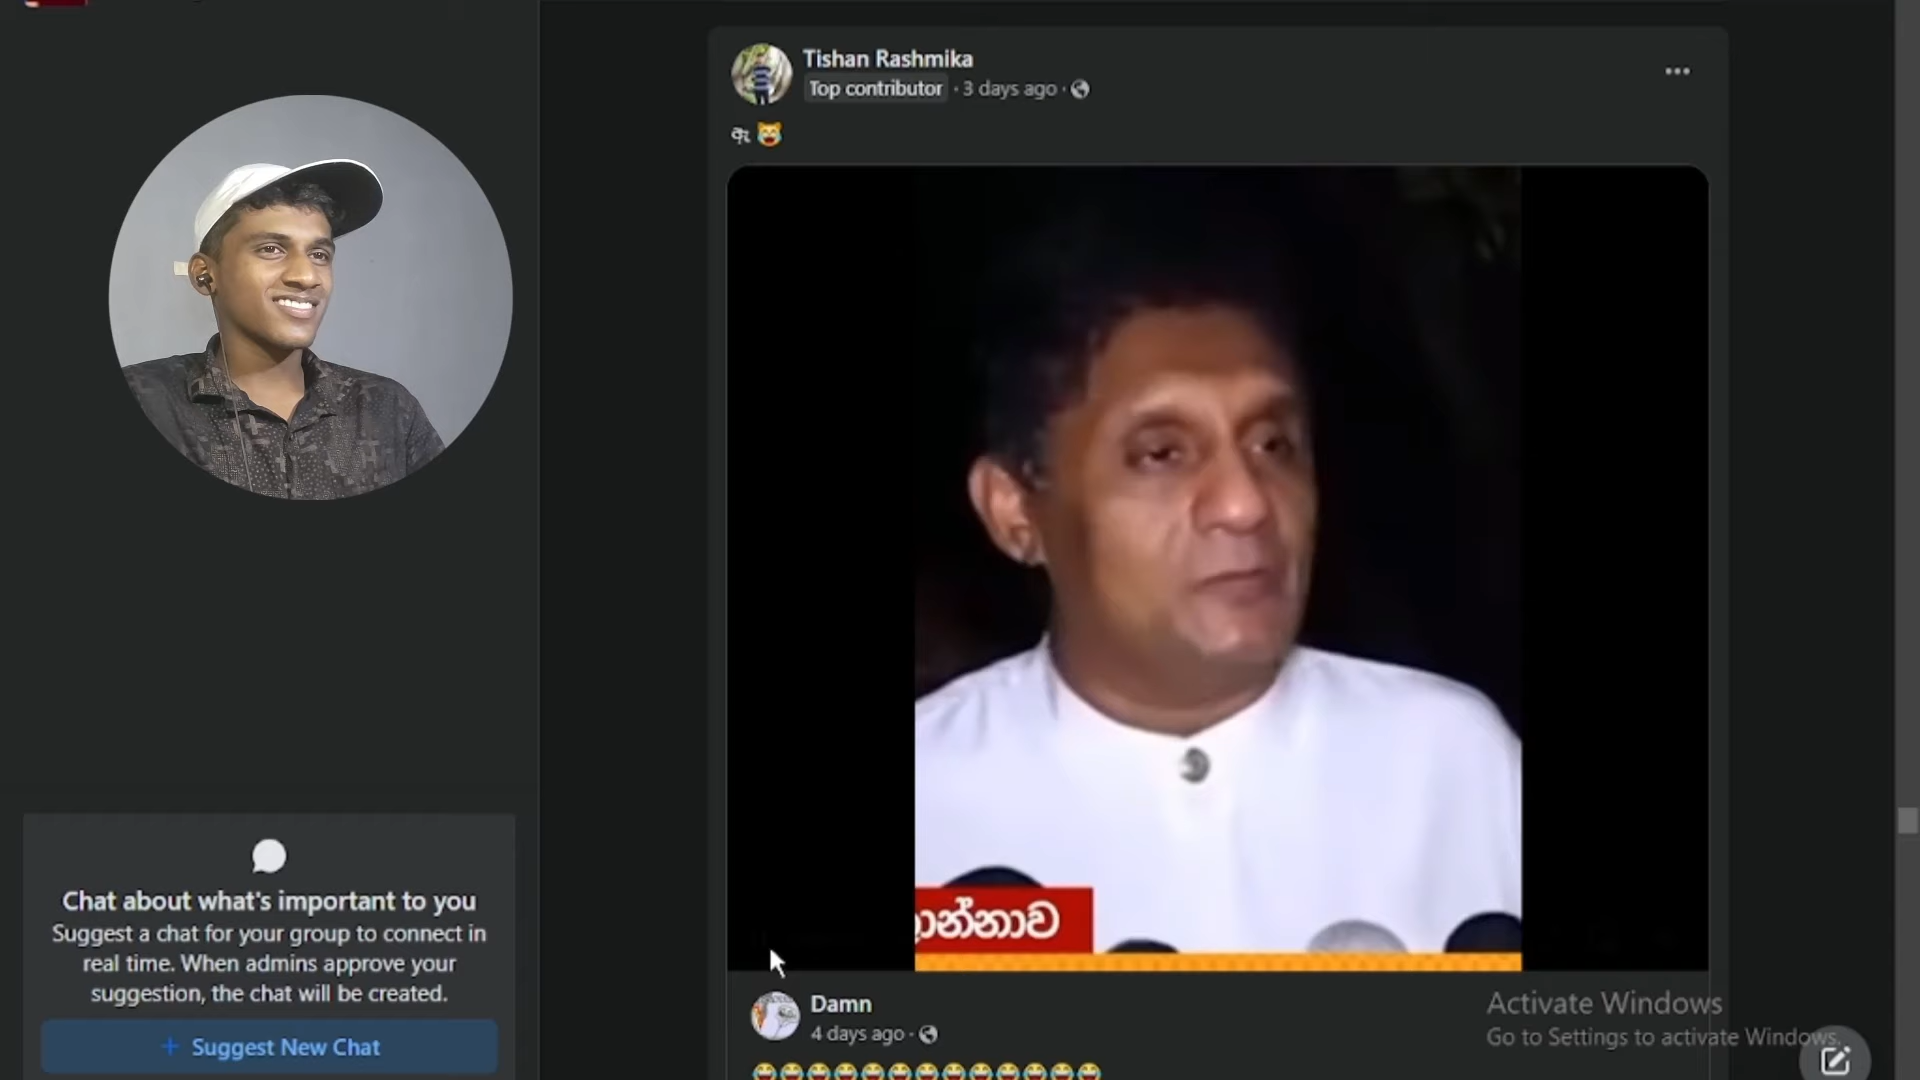 Tishan Rashmika
Top contributor · 3 days ago ·
ඈ
ාන්නාව
Damn
4 days ago ·
Chat about what's important to you
Suggest a chat for your group to connect in
real time. When admins approve your
suggestion, the chat will be created.
+ Suggest New Chat
Activate Windows
Go to Settings to activate Windows.